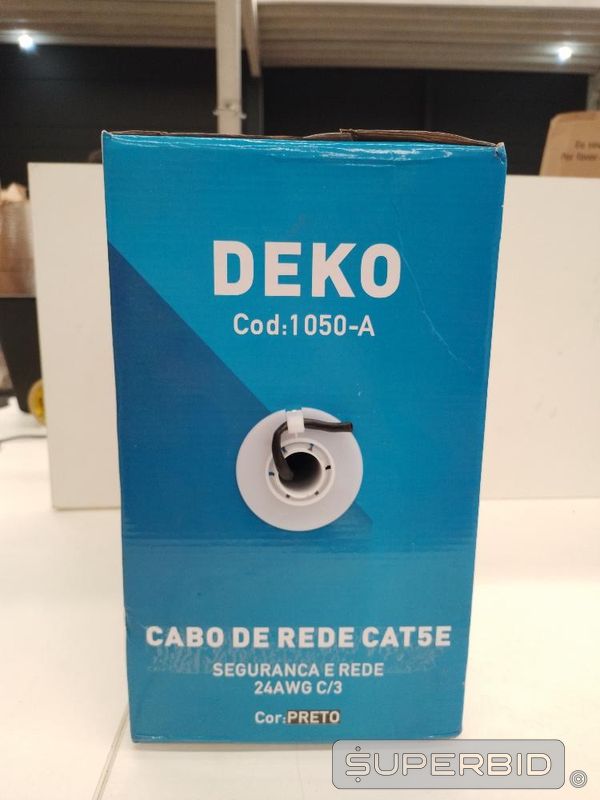 DEKO
Cod:1050-A
CABO DE REDE CAT5E
SEGURANCA E REDE
24AWG C/3
Cor:PRETO
SUPERBID ©